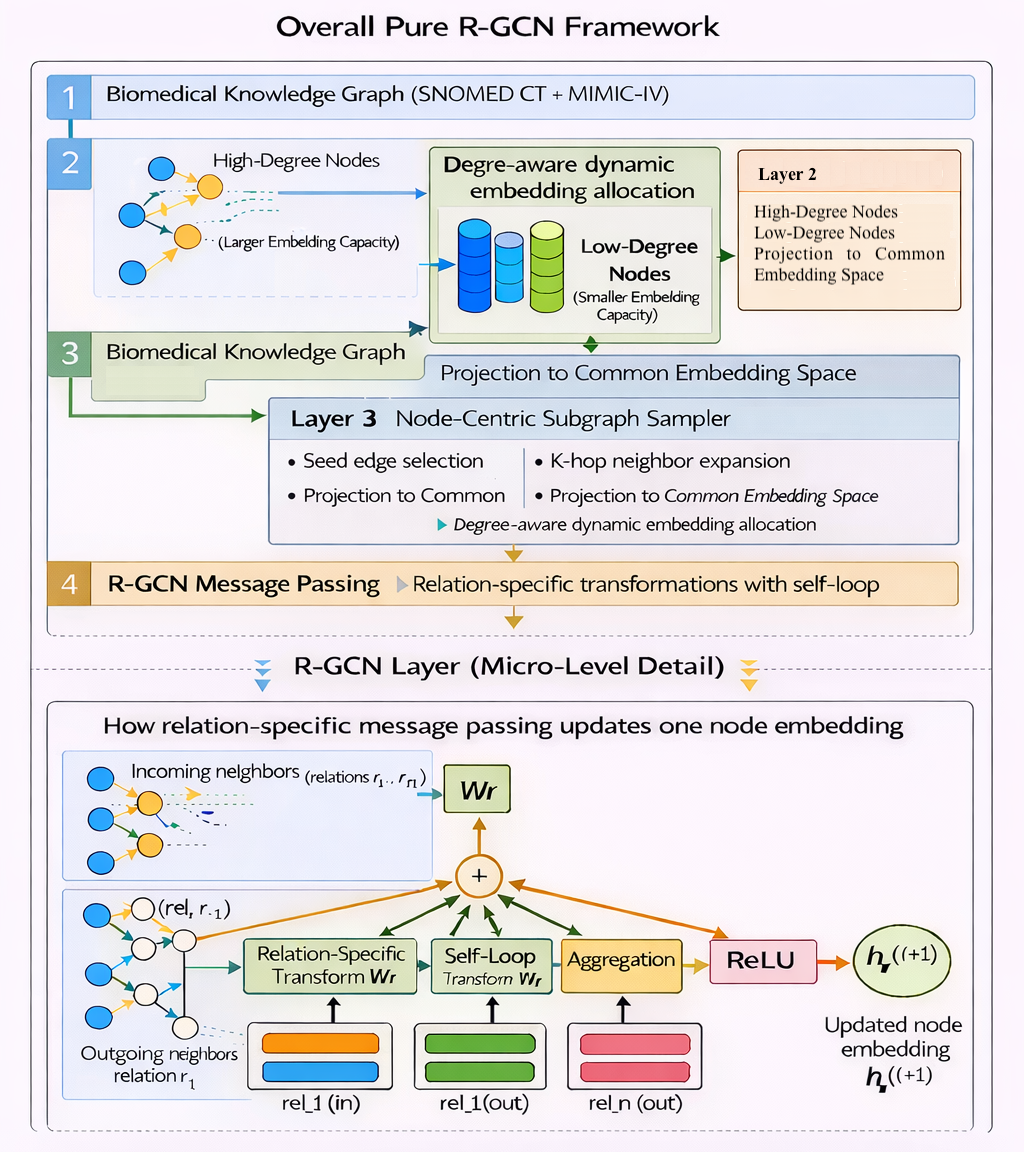 Overall Pure R-GCN Framework
1 Biomedical Knowledge Graph (SNOMED CT + MIMIC-IV)
2
High-Degree Nodes
(Larger Embelding Capacity)
Degre-aware dynamic
embedding allocation
Low-Degree
Nodes
(Smaller Embelding
Capacity)
Layer 2
High-Degree Nodes
Low-Degree Nodes
Projection to Common
Embedding Space
3 Biomedical Knowledge Graph
Projection to Common Embedding Space
Layer 3 Node-Centric Subgraph Sampler
• Seed edge selection
• Projection to Common
• K-hop neighbor expansion
• Projection to Common Embedding Space
Degree-aware dynamic embedding allocation
4 R-GCN Message Passing Relation-specific transformations with self-loop
R-GCN Layer (Micro-Level Detail)
How relation-specific message passing updates one node embedding
Incoming neighbors (relations
Wr
+
(rel,
Relation-Specific
Transform Wr
Self-Loop
Transform Wr
Aggregation
ReLU
Outgoing neighbors
relation r₁
rel_1 (in)
rel_1(out)
rel_n (out)
Updated node
embedding